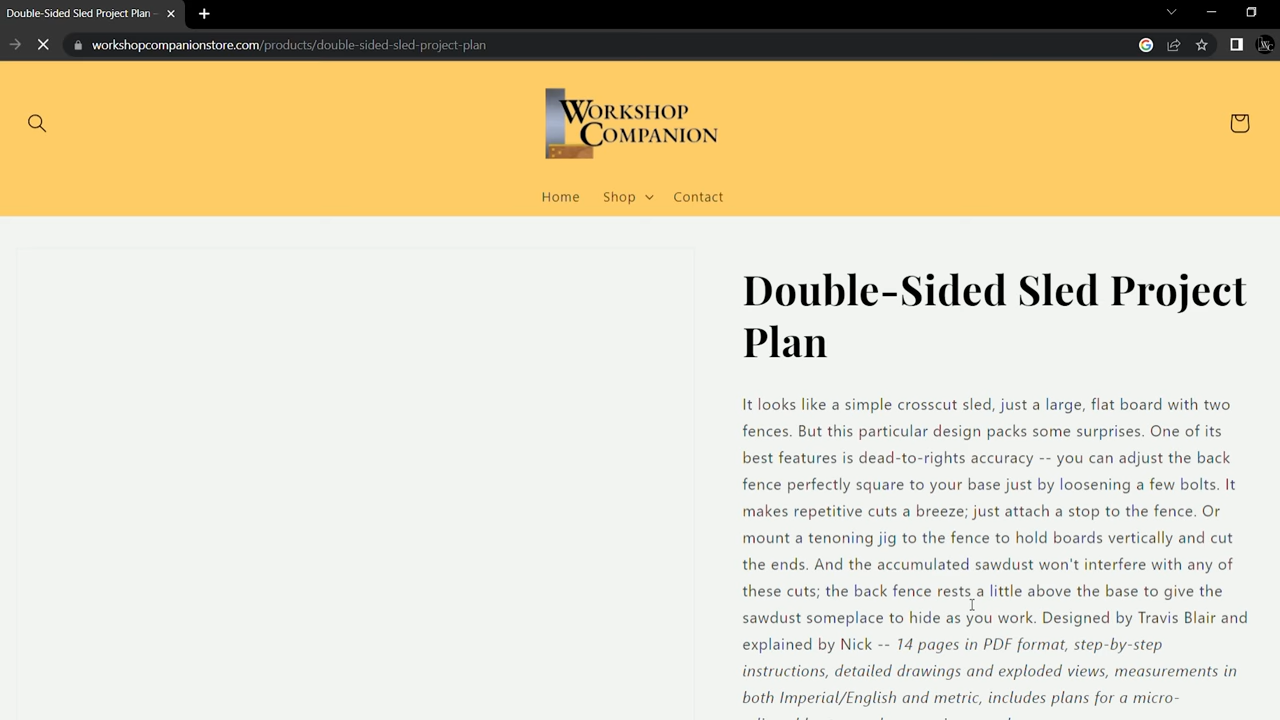 Double-Sided Sled Project Plan
workshopcompanionstore.com/products/double-sided-sled-project-plan
WORKSHOP
COMPANION
Home Shop Contact
Double-Sided Sled Project
Plan
It looks like a simple crosscut sled, just a large, flat board with two
fences. But this particular design packs some surprises. One of its
best features is dead-to-rights accuracy -- you can adjust the back
fence perfectly square to your base just by loosening a few bolts. It
makes repetitive cuts a breeze; just attach a stop to the fence. Or
mount a tenoning jig to the fence to hold boards vertically and cut
the ends. And the accumulated sawdust won't interfere with any of
these cuts; the back fence rests a little above the base to give the
sawdust someplace to hide as you work. Designed by Travis Blair and
explained by Nick -- 14 pages in PDF format, step-by-step
instructions, detailed drawings and exploded views, measurements in
both Imperial/English and metric, includes plans for a micro-